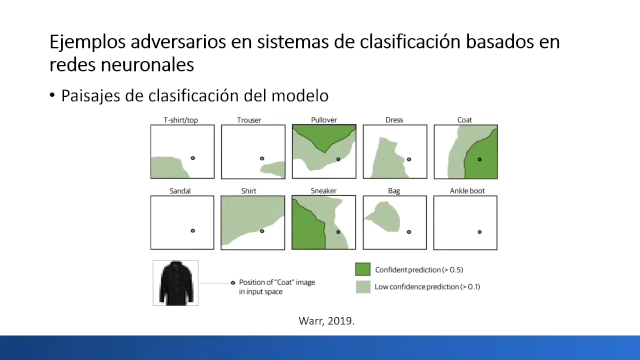 Ejemplos adversarios en sistemas de clasificación basados en
redes neuronales
• Paisajes de clasificación del modelo
T-shirt/top Trouser Pullover Dress Coat
Sandal Shirt Sneaker Bag Ankle boot
Position of "Coat" image
in input space
Confident prediction (> 0.5)
Low confidence prediction (> 0.1)
Warr, 2019.